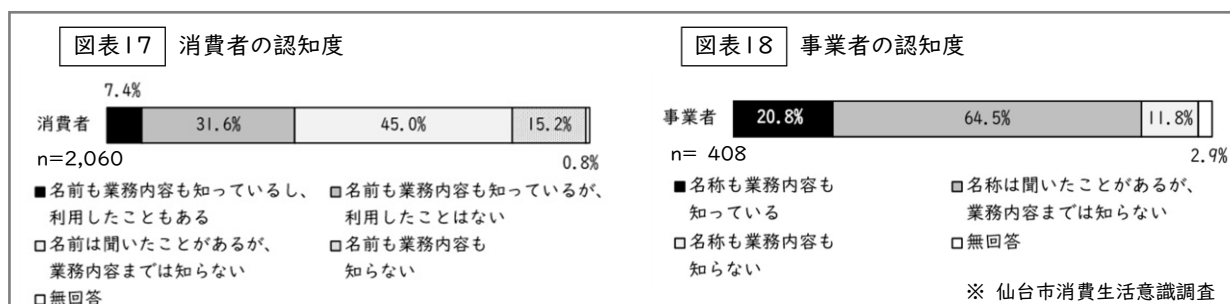 図表17 消費者の認知度
7.4%
消費者 31.6% 45.0% 15.2%
n=2,060
0.8%
■名前も業務内容も知っているし、
利用したこともある
■名前も業務内容も知っているが、
利用したことはない
□名前は聞いたことがあるが、
業務内容までは知らない
□名前も業務内容も
知らない
□無回答
図表18 事業者の認知度
事業者 20.8% 64.5% 11.8%
n= 408
2.9%
■名称も業務内容も
知っている
■名称は聞いたことがあるが、
業務内容までは知らない
□名称も業務内容も
知らない
□無回答
※ 仙台市消費生活意識調査